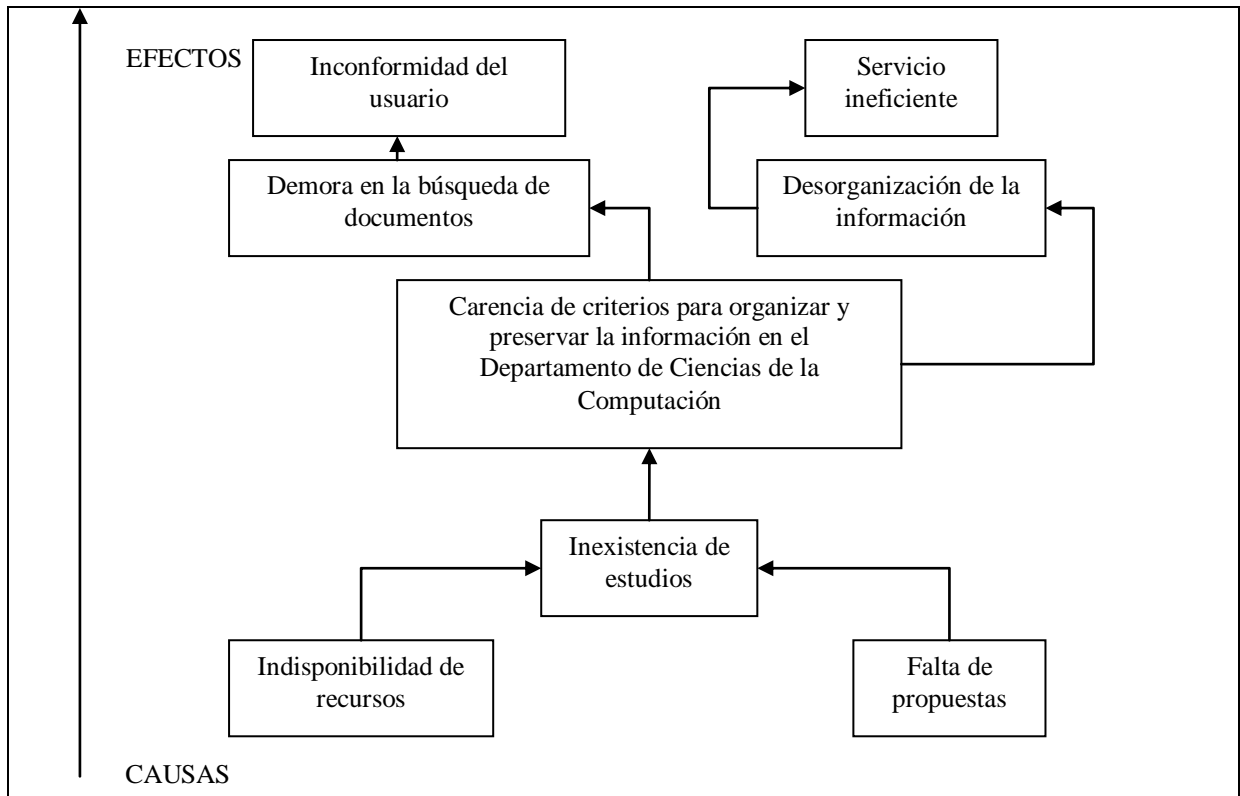 EFECTOS
Inconformidad del
usuario
Servicio
ineficiente
Demora en la búsqueda de
documentos
Desorganización de la
información
Carencia de criterios para organizar y
preservar la información en el
Departamento de Ciencias de la
Computación
Inexistencia de
estudios
Indisponibilidad de
recursos
Falta de
propuestas
CAUSAS